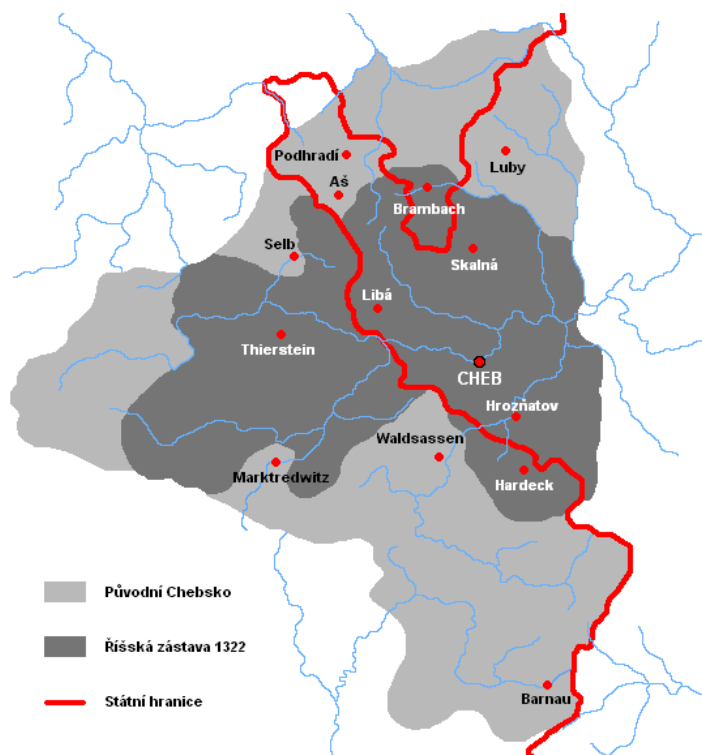 Podhradí
Luby
Aš
Brambach
Selb
Skalná
Libá
Thierstein
CHEB
Hrozňatov
Waldsassen
Marktredwitz
Hardeck
Původní Chebsko
Říšská zástava 1322
Barnau
Státní hranice